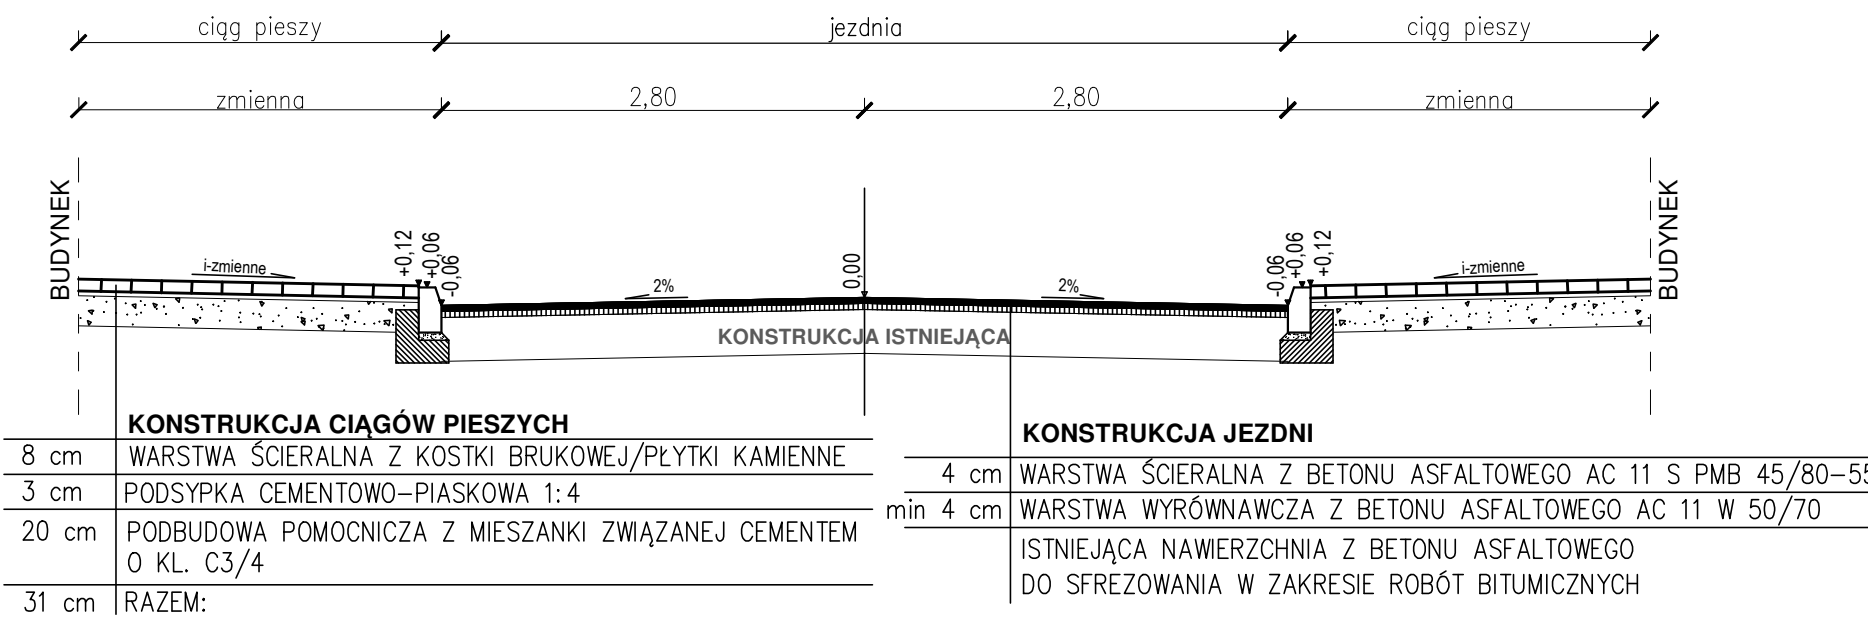 ciąg pieszy
jezdnia
ciąg pieszy
zmienna
2,80
2,80
zmienna
BUDYNEK
i-zmienne
+0,12
+0,06
-0,06
2%
0,00
2%
-0,06
+0,06
+0,12
i-zmienne
BUDYNEK
KONSTRUKCJA ISTNIEJĄCA
KONSTRUKCJA CIĄGÓW PIESZYCH
8 cm WARSTWA ŚCIERALNA Z KOSTKI BRUKOWEJ/PŁYTKI KAMIENNE
3 cm PODSYPKA CEMENTOWO-PIASKOWA 1:4
20 cm PODBUDOWA POMOCNICZA Z MIESZANKI ZWIĄZANEJ CEMENTEM
O KL. C3/4
31 cm RAZEM:
KONSTRUKCJA JEZDNI
4 cm WARSTWA ŚCIERALNA Z BETONU ASFALTOWEGO AC 11 S PMB 45/80-55
min 4 cm WARSTWA WYRÓWNAWCZA Z BETONU ASFALTOWEGO AC 11 W 50/70
ISTNIEJĄCA NAWIERZCHNIA Z BETONU ASFALTOWEGO
DO SFREZOWANIA W ZAKRESIE ROBÓT BITUMICZNYCH